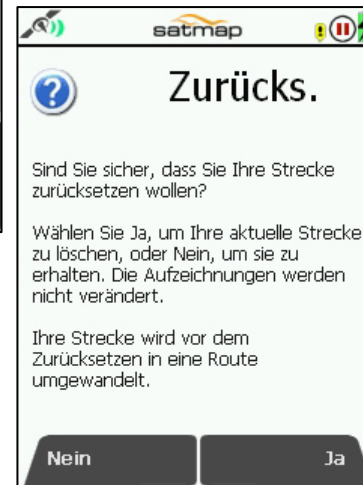 satmap
Zurücks.
Sind Sie sicher, dass Sie Ihre Strecke
zurücksetzen wollen?
Wählen Sie Ja, um Ihre aktuelle Strecke
zu löschen, oder Nein, um sie zu
erhalten. Die Aufzeichnungen werden
nicht verändert.
Ihre Strecke wird vor dem
Zurücksetzen in eine Route
umgewandelt.
Nein Ja